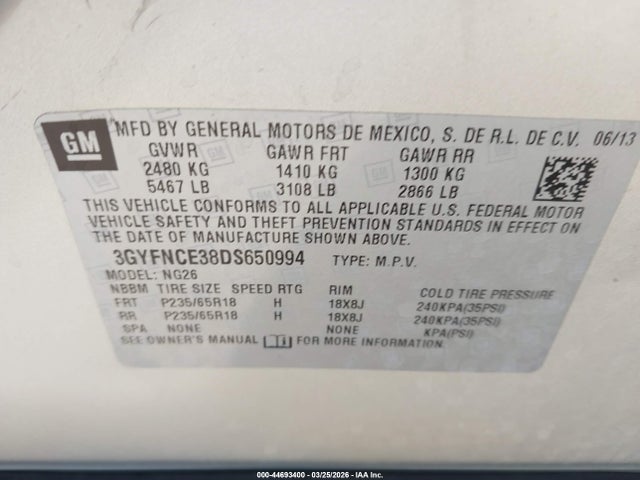 GM
MFD BY GENERAL MOTORS DE MEXICO, S. DE R.L. DE C.V. 06/13
GVWR GAWR FRT GAWR RR
2480 KG 1410 KG 1300 KG
5467 LB 3108 LB 2866 LB
THIS VEHICLE CONFORMS TO ALL APPLICABLE U.S. FEDERAL MOTOR
VEHICLE SAFETY AND THEFT PREVENTION STANDARDS IN EFFECT ON
THE DATE OF MANUFACTURE SHOWN ABOVE.
3GYFNCE38DS650994 TYPE: M.P.V.
MODEL: NG26
NBBM TIRE SIZE SPEED RTG RIM COLD TIRE PRESSURE
FRT P235/65R18 H 18X8J 240KPA(35PSI)
RR P235/65R18 H 18X8J 240KPA(35PSI)
SPA NONE NONE KPA(PSI)
SEE OWNER'S MANUAL FOR MORE INFORMATION
000-44693400 - 03/25/2026 - IAA Inc.